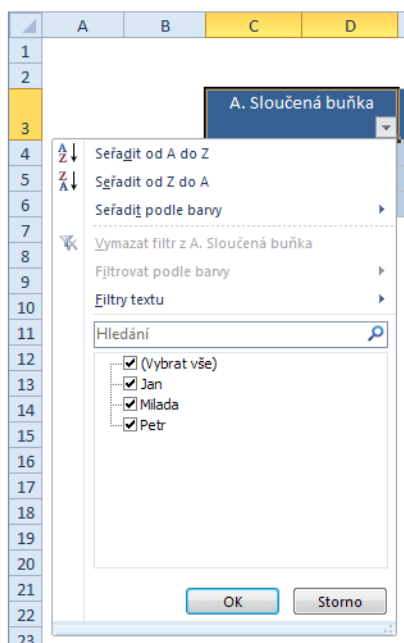 A B C D
1
2
A. Sloučená buňka
3
4 Seřadit od A do Z
5 Seřadit od Z do A
6 Seřadit podle barvy
7
8 Vymazat filtr z A. Sloučená buňka
9 Filtrovat podle barvy
10 Filtry textu
11 Hledání
12 (Vybrat vše)
13 Jan
14 Milada
15 Petr
16
17
18
19
20
21 OK Storno
22
23